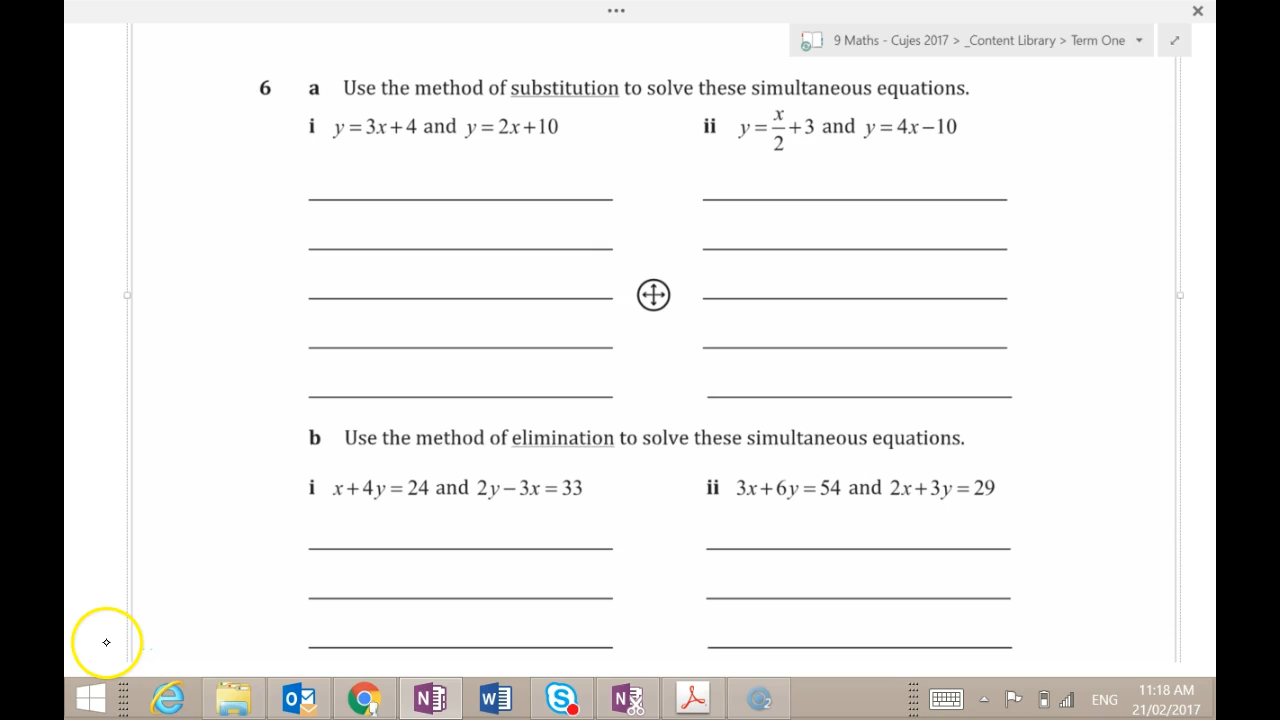 •••
9 Maths - Cujes 2017 > _Content Library > Term One
6 a Use the method of substitution to solve these simultaneous equations.
i y = 3x + 4 and y = 2x + 10 ii y = x/2 + 3 and y = 4x − 10
b Use the method of elimination to solve these simultaneous equations.
i x + 4y = 24 and 2y − 3x = 33 ii 3x + 6y = 54 and 2x + 3y = 29
ENG
11:18 AM
21/02/2017